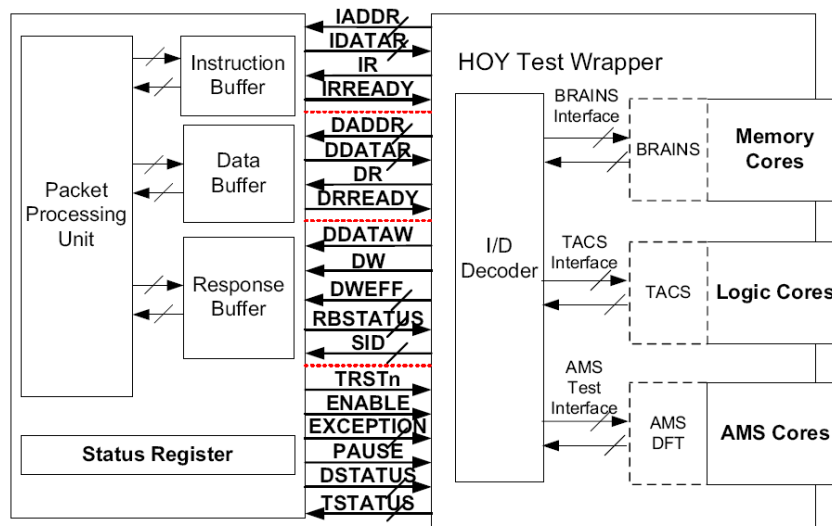 Packet
Processing
Unit
Instruction
Buffer
Data
Buffer
Response
Buffer
Status Register
IADDR
IDATAR
IR
IRREADY
DADDR
DDATAR
DR
DRREADY
DDATAW
DW
DWEFF
RBSTATUS
SID
TRSTn
ENABLE
EXCEPTION
PAUSE
DSTATUS
TSTATUS
HOY Test Wrapper
I/D
Decoder
BRAINS
Interface
BRAINS
Memory
Cores
TACS
Interface
TACS
Logic Cores
AMS
Test
Interface
AMS
DFT
AMS Cores